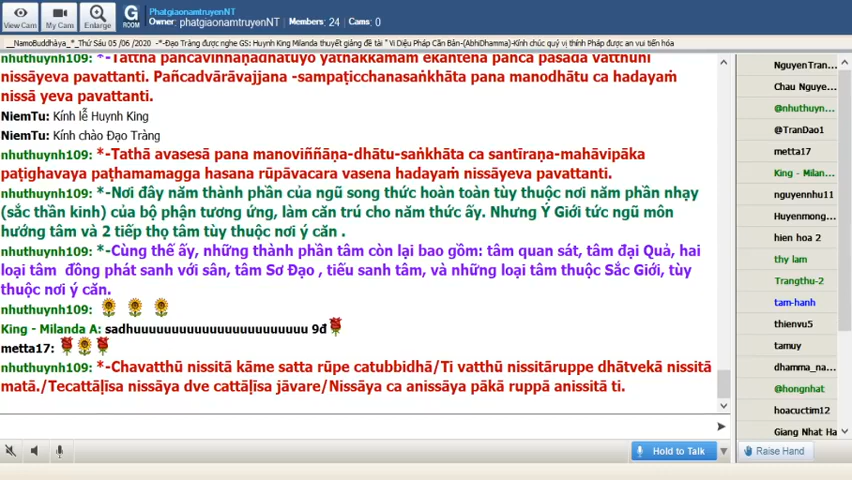 View Cam
My Cam
Enlarge
G
ROOM
PhatgiaonamtruyenNT
Owner: phatgiaonamtruyenNT Members: 24 Cams: 0
__NamoBuddhàya_*_Thứ Sáu 05 /06 /2020 -*-Đạo Tràng được nghe GS: Huynh King Milanda thuyết giảng đề tài " Vi Diệu Pháp Căn Bản-(AbhiDhamma)-Kính chúc quý vị thính Pháp được an vui tiến hóa
nhuthuynh109: *-Tattha pañcaviññāṇadhātuyo yathākkamam ekantena pañca pasāda vatthūni
nissāyeva pavattanti. Pañcadvārāvajjana -sampaṭicchanasaṅkhāta pana manodhātu ca hadayaṁ
nissā yeva pavattanti.
NiemTu: Kính lễ Huynh King
NiemTu: Kính chào Đạo Tràng
nhuthuynh109: *-Tathā avasesā pana manoviññāṇa-dhātu-saṅkhāta ca santīraṇa-mahāvipāka
paṭighavaya paṭhamamagga hasana rūpāvacara vasena hadayaṁ nissāyeva pavattanti.
nhuthuynh109: *-Nơi đây năm thành phần của ngũ song thức hoàn toàn tùy thuộc nơi năm phần nhạy
(sắc thần kinh) của bộ phận tương ứng, làm căn trú cho năm thức ấy. Nhưng Ý Giới tức ngũ môn
hướng tâm và 2 tiếp thọ tâm tùy thuộc nơi ý căn .
nhuthuynh109: *-Cùng thế ấy, những thành phần tâm còn lại bao gồm: tâm quan sát, tâm đại Quả, hai
loại tâm đồng phát sanh với sân, tâm Sơ Đạo , tiếu sanh tâm, và những loại tâm thuộc Sắc Giới, tùy
thuộc nơi ý căn.
nhuthuynh109:
King - Milanda A: sadhuuuuuuuuuuuuuuuuuuuuuuu 9đ
metta17:
nhuthuynh109: *-Chavatthū nissitā kāme satta rūpe catubbidhā/Ti vatthū nissitāruppe dhātvekā nissitā
matā./Tecattāḷīsa nissāya dve cattāḷīsa jāvare/Nissāya ca anissāya pākā ruppā anissitā ti.
Hold to Talk
NguyenTran...
Chau Nguye...
@nhuthuyn...
@TranDao1
metta17
King - Milan...
nguyennhu11
Huyenmong...
hien hoa 2
thy lam
Trangthu-2
tam-hanh
thienvu5
tamuy
dhamma_na...
@hongnhat
hoacuctim12
Giang Nhat Ha
Raise Hand